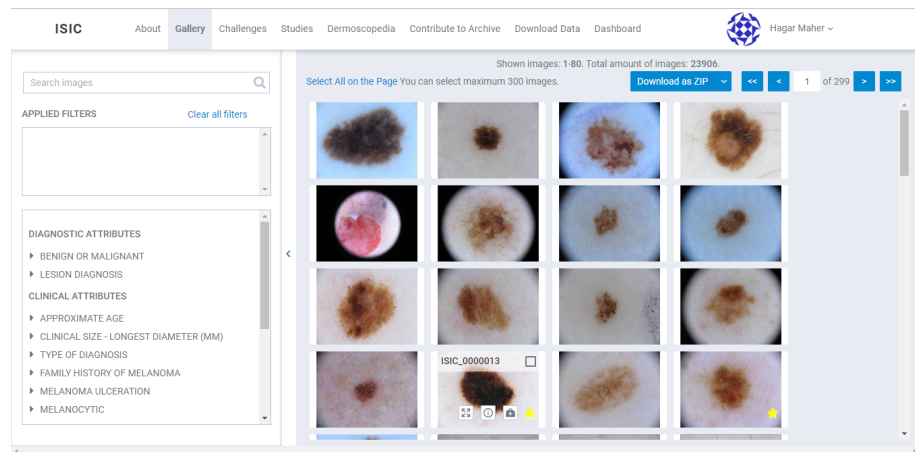 ISIC About Gallery Challenges Studies Dermoscopedia Contribute to Archive Download Data Dashboard Hagar Maher
Shown images: 1-80. Total amount of images: 23906.
Search images
Select All on the Page You can select maximum 300 images. Download as ZIP << < 1 of 299 > >>
APPLIED FILTERS Clear all filters
DIAGNOSTIC ATTRIBUTES
BENIGN OR MALIGNANT
LESION DIAGNOSIS
CLINICAL ATTRIBUTES
APPROXIMATE AGE
CLINICAL SIZE - LONGEST DIAMETER (MM)
TYPE OF DIAGNOSIS
FAMILY HISTORY OF MELANOMA
MELANOMA ULCERATION
MELANOCYTIC
ISIC_0000013